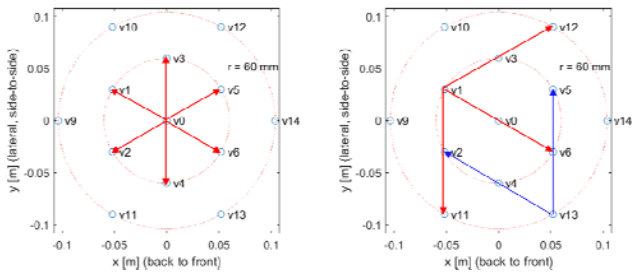 v10
v12
v3
r = 60 mm
v1
v5
v9
v0
v14
v2
v6
v4
v11
v13
0.1
0.05
0
-0.05
-0.1
-0.1
-0.05
0
0.05
0.1
x [m] (back to front)
y [m] (lateral, side-to-side)
v10
v12
v3
r = 60 mm
v1
v5
v9
v0
v14
v2
v6
v4
v11
v13
0.1
0.05
0
-0.05
-0.1
-0.1
-0.05
0
0.05
0.1
x [m] (back to front)
y [m] (lateral, side-to-side)